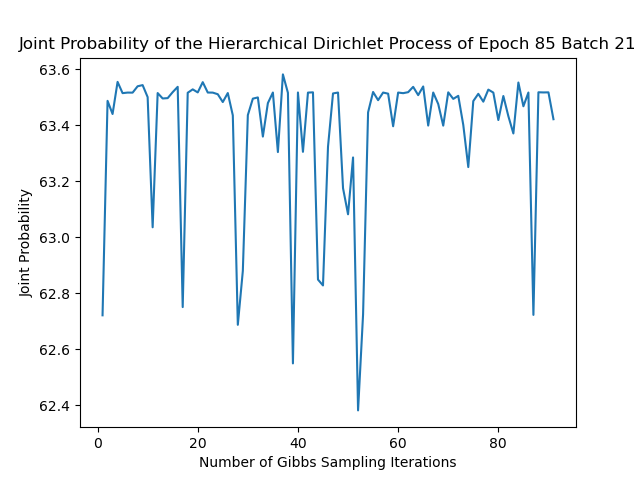 Joint Probability of the Hierarchical Dirichlet Process of Epoch 85 Batch 21
63.6
63.4
63.2
63.0
62.8
62.6
62.4
Joint Probability
0 20 40 60 80
Number of Gibbs Sampling Iterations